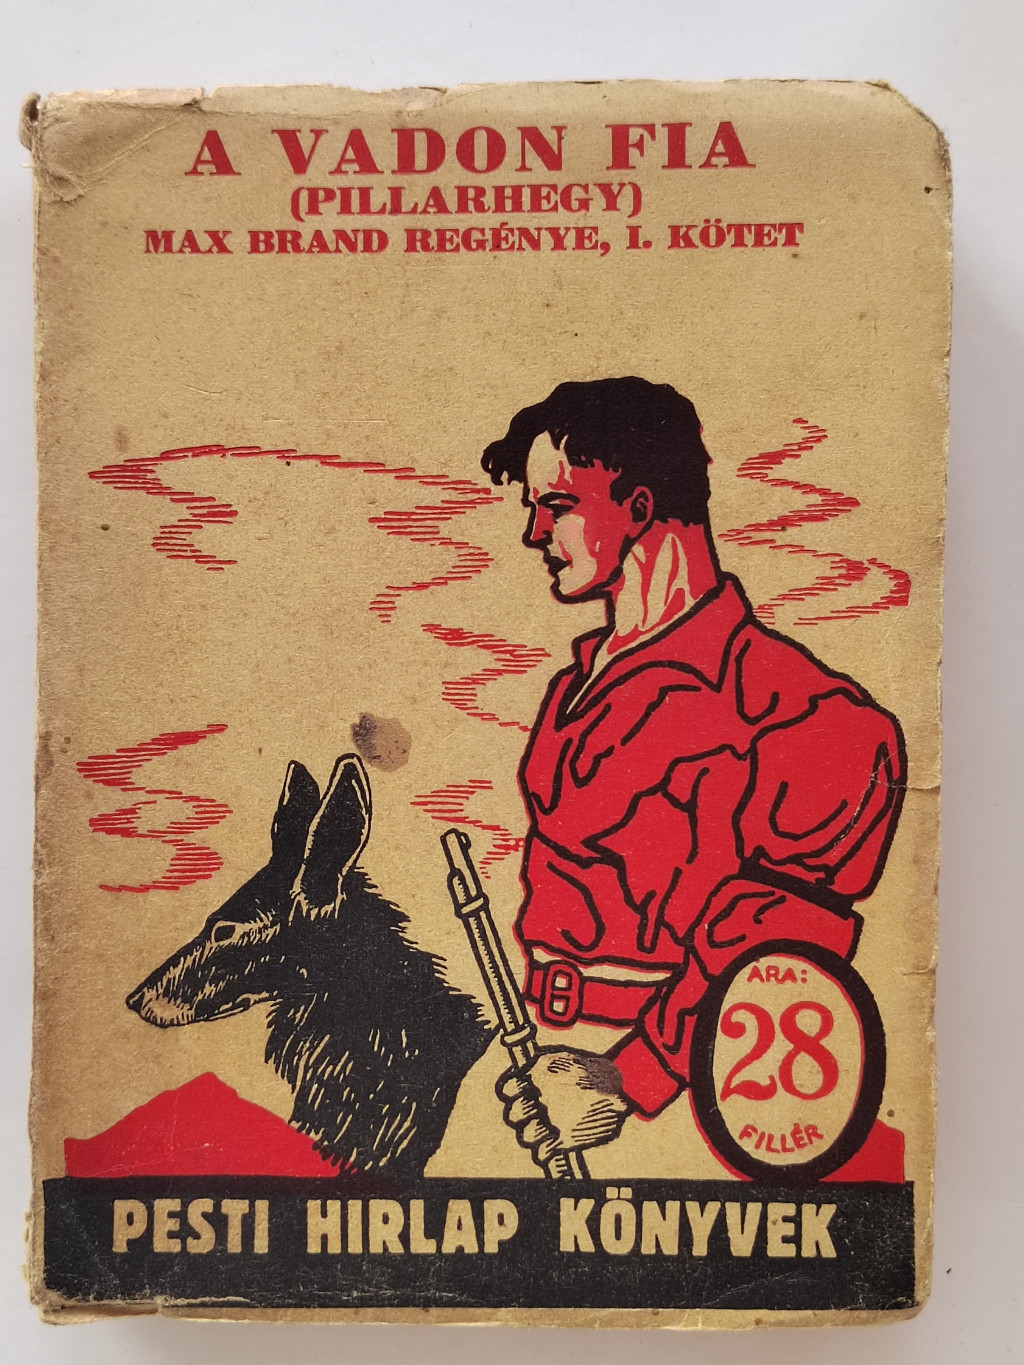 A VADON FIA
(PILLARHEGY)
MAX BRAND REGÉNYE, I. KÖTET
ÁRA:
28
FILLÉR
PESTI HIRLAP KÖNYVEK